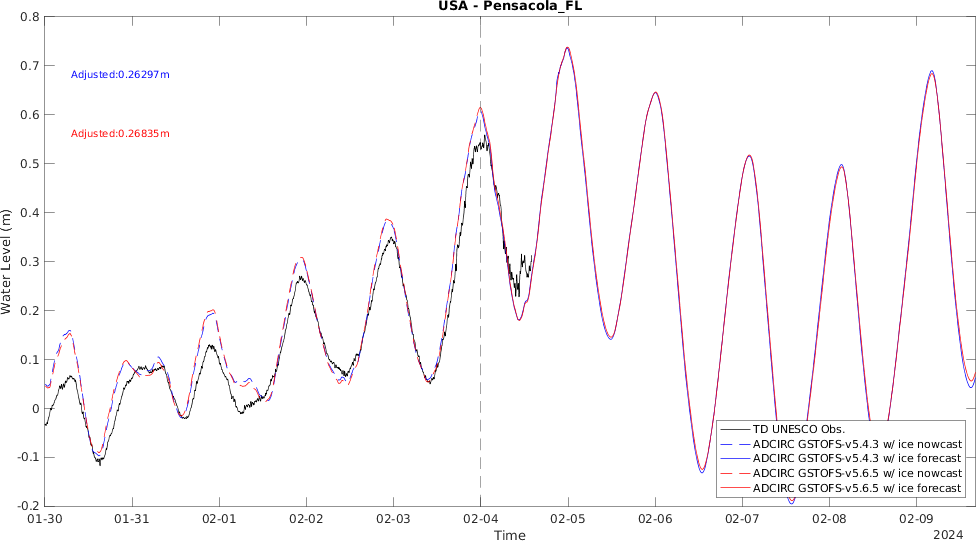 USA - Pensacola_FL
0.8
0.7
0.6
0.5
0.4
0.3
0.2
0.1
0
-0.1
-0.2
Water Level (m)
Adjusted:0.26297m
Adjusted:0.26835m
TD UNESCO Obs.
ADCIRC GSTOFS-v5.4.3 w/ ice nowcast
ADCIRC GSTOFS-v5.4.3 w/ ice forecast
ADCIRC GSTOFS-v5.6.5 w/ ice nowcast
ADCIRC GSTOFS-v5.6.5 w/ ice forecast
01-30 01-31 02-01 02-02 02-03 02-04 02-05 02-06 02-07 02-08 02-09
Time
2024